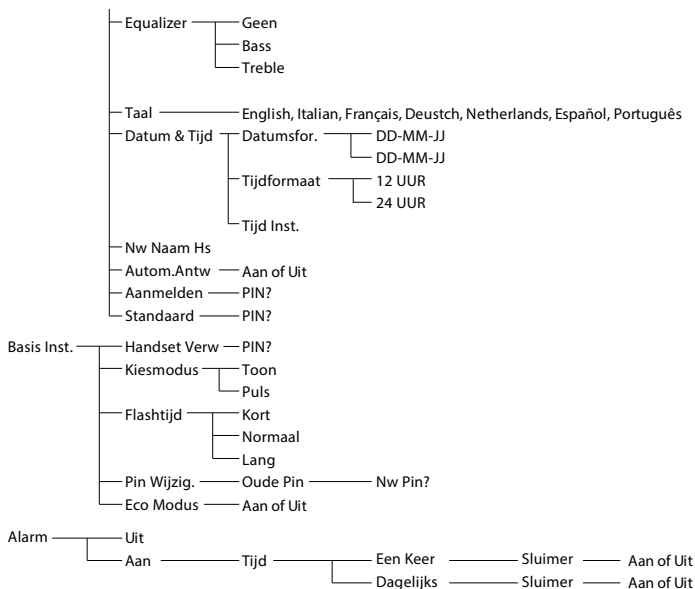 Equalizer Geen
Bass
Treble
Taal English, Italian, Français, Deustch, Netherlands, Español, Português
Datum & Tijd Datumsfor. DD-MM-JJ
DD-MM-JJ
Tijdformaat 12 UUR
24 UUR
Tijd Inst.
Nw Naam Hs
Autom.Antw Aan of Uit
Aanmelden PIN?
Standaard PIN?
Basis Inst. Handset Verw PIN?
Kiesmodus Toon
Puls
Flashtijd Kort
Normaal
Lang
Pin Wijzig. Oude Pin Nw Pin?
Eco Modus Aan of Uit
Alarm Uit
Aan Tijd Een Keer Sluimer Aan of Uit
Dagelijks Sluimer Aan of Uit